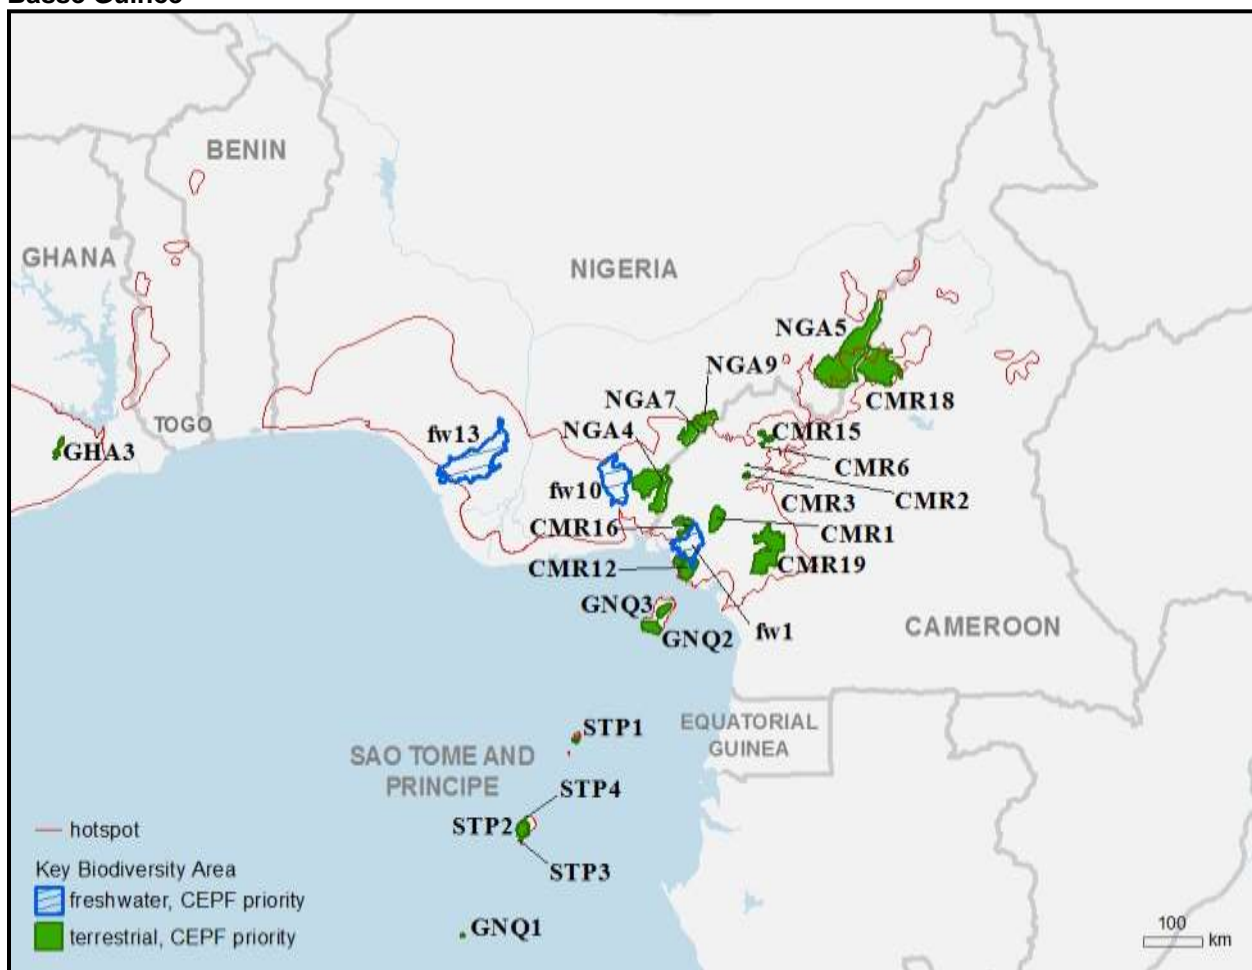 Basse Guinée
BENIN
GHANA
NIGERIA
NGA5
NGA9
NGA7
CMR18
TOGO
fw13
NGA4
CMR15
GHA3
CMR6
fw10
CMR2
CMR3
CMR16
CMR1
CMR12
CMR19
GNQ3
GNQ2
fw1
CAMEROON
STP1
EQUATORIAL
GUINEA
SAO TOME AND
PRINCIPE
STP4
STP2
STP3
GNQ1
hotspot
Key Biodiversity Area
freshwater, CEPF priority
terrestrial, CEPF priority
100
km